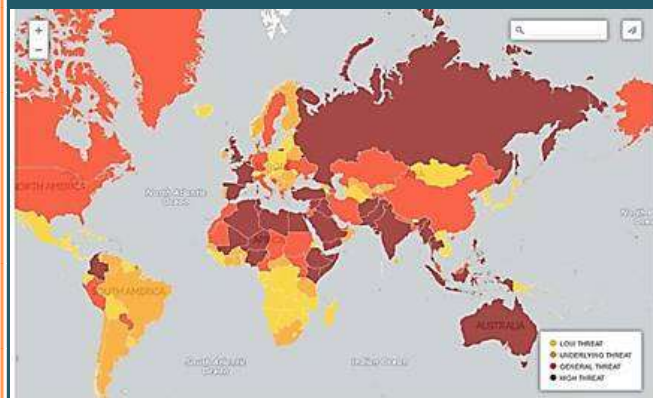 +
−
NORTH AMERICA
North Atlantic
Ocean
AFRICA
SOUTH AMERICA
AUSTRALIA
South Atlantic
Ocean
Indian Ocean
LOW THREAT
UNDERLYING THREAT
GENERAL THREAT
HIGH THREAT